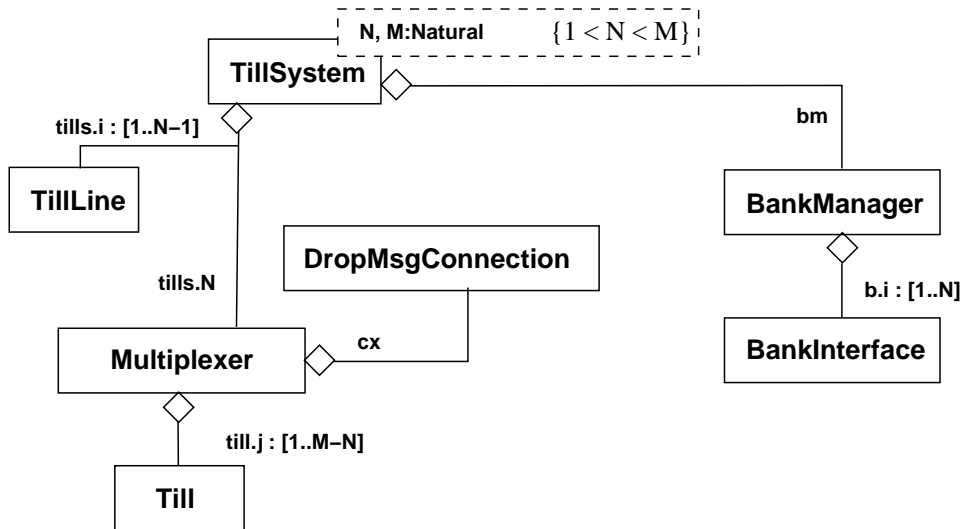 N, M:Natural {1 < N < M}
TillSystem
tills.i : [1..N−1]
bm
TillLine
BankManager
DropMsgConnection
tills.N
b.i : [1..N]
cx
Multiplexer
BankInterface
till.j : [1..M−N]
Till